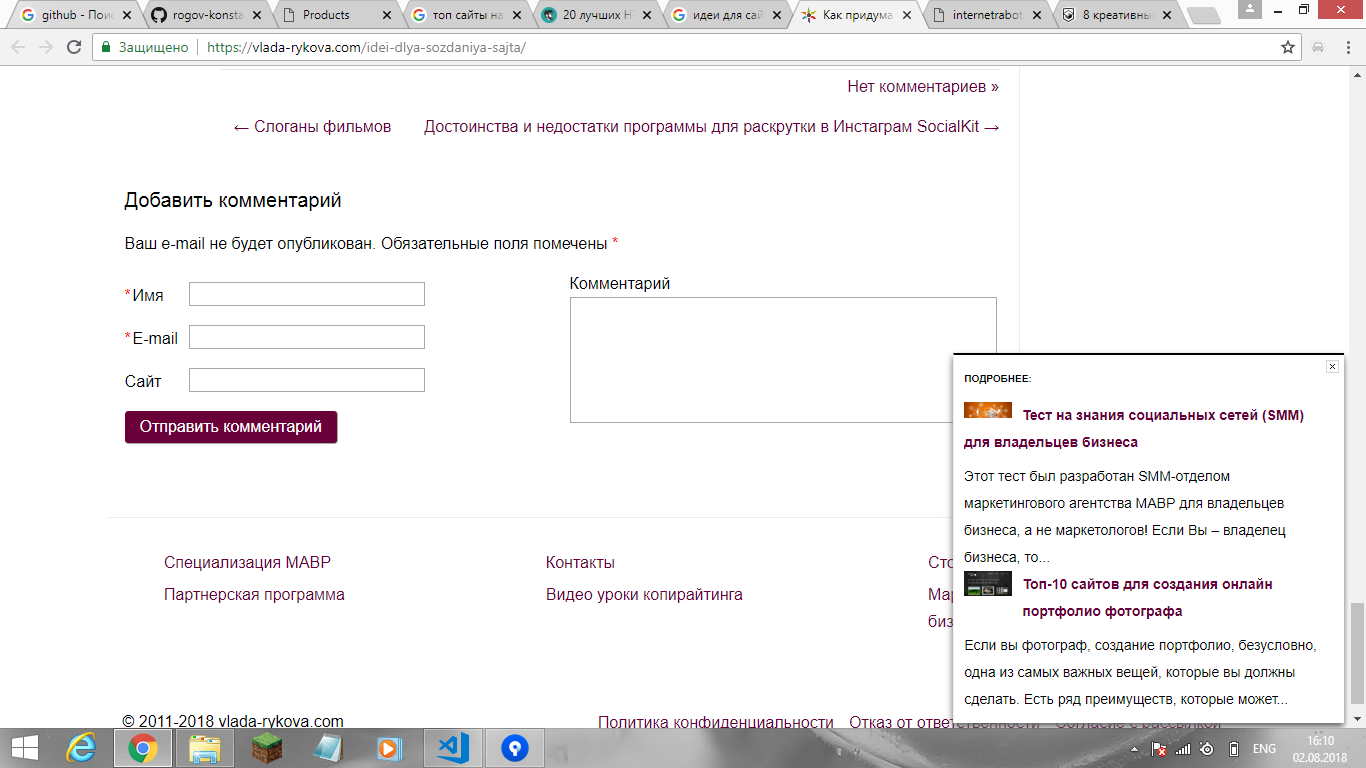 github - Пои
rogov-konsta
Products
топ сайты на
20 лучших H
идеи для сай
Как придума
internetrabot
8 креативны
Защищено
https://vlada-rykova.com/idei-dlya-sozdaniya-sajta/
Нет комментариев »
← Слоганы фильмов
Достоинства и недостатки программы для раскрутки в Инстаграм SocialKit →
Добавить комментарий
Ваш e-mail не будет опубликован. Обязательные поля помечены *
*Имя
*E-mail
Сайт
Комментарий
Отправить комментарий
ПОДРОБНЕЕ:
Тест на знания социальных сетей (SMM)
для владельцев бизнеса
Этот тест был разработан SMM-отделом
маркетингового агентства МАВР для владельцев
бизнеса, а не маркетологов! Если Вы – владелец
бизнеса, то...
Топ-10 сайтов для создания онлайн
портфолио фотографа
Если вы фотограф, создание портфолио, безусловно,
одна из самых важных вещей, которые вы должны
сделать. Есть ряд преимуществ, которые может...
Специализация МАВР
Партнерская программа
Контакты
Видео уроки копирайтинга
Сто
Мар
биз
© 2011-2018 vlada-rykova.com
Политика конфиденциальности
Отказ от ответственности
Согласие с рассылкой
ENG
16:10
02.08.2018